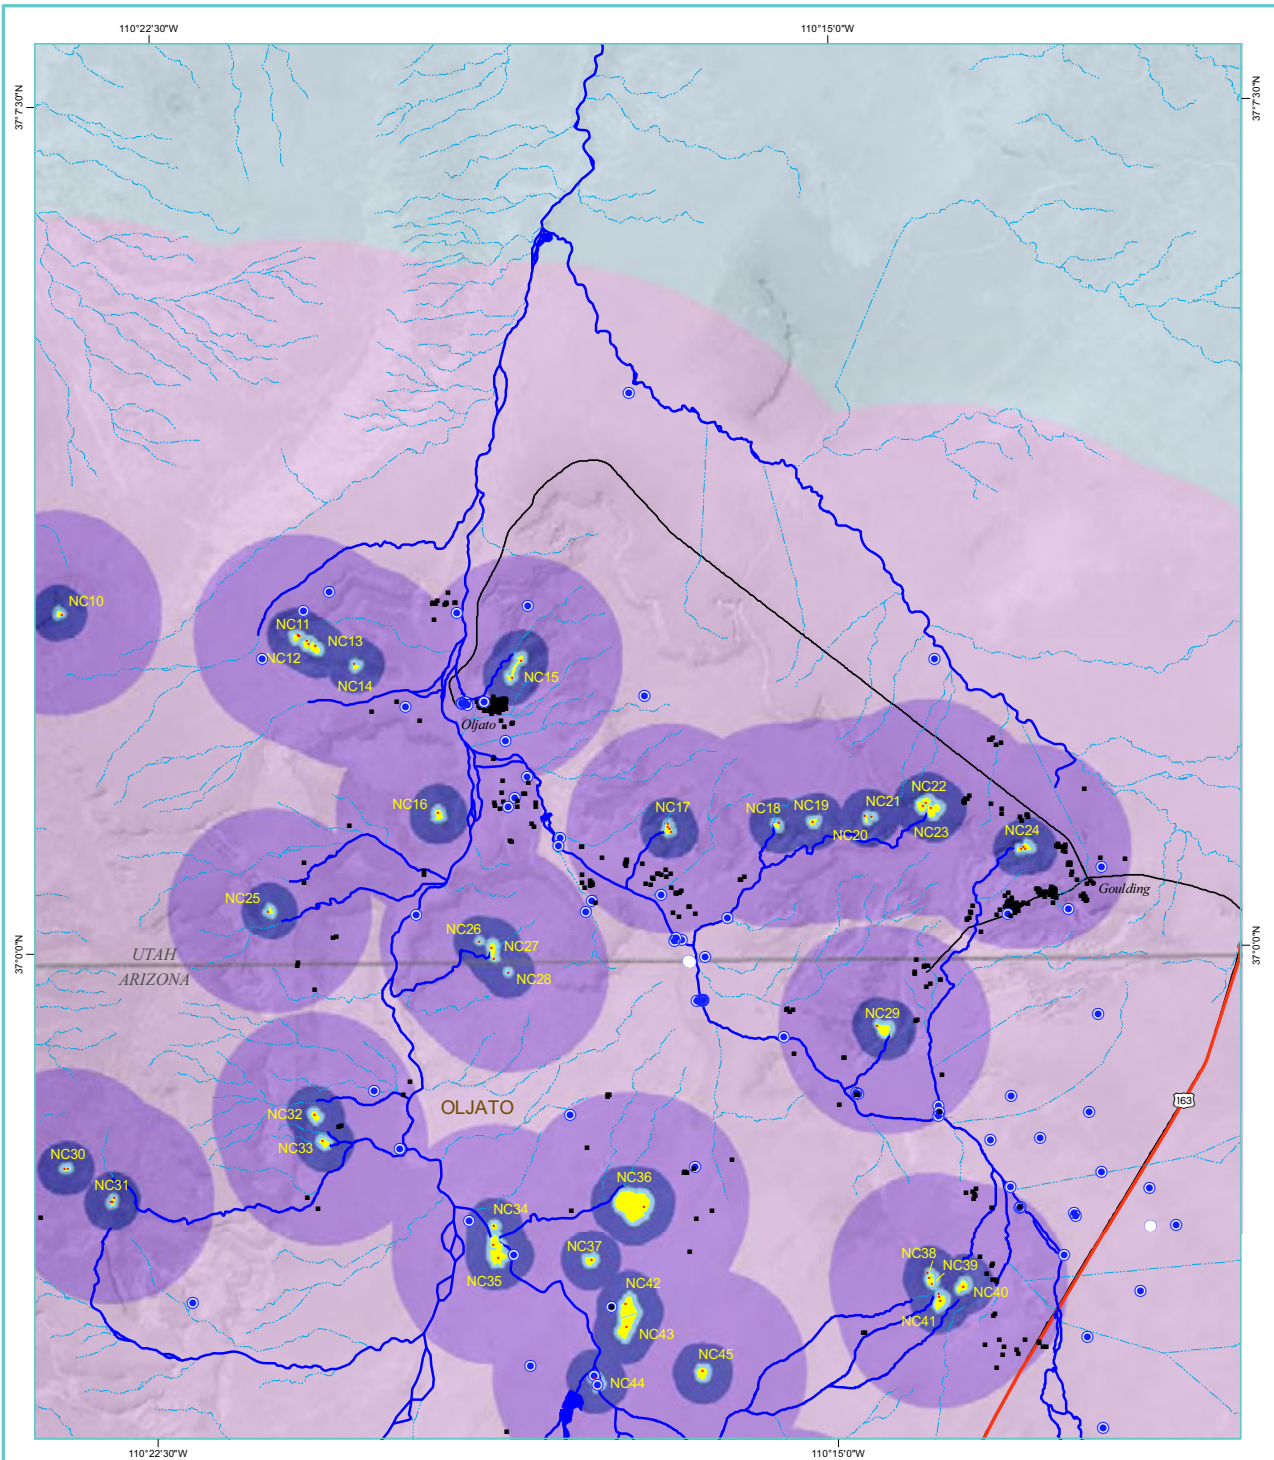 110°22'30"W
110°15'0"W
37°7'30"N
37°7'30"N
NC10
NC11
NC13
NC12
NC14
NC15
Oljato
NC16
NC17
NC18
NC19
NC20
NC21
NC22
NC23
NC24
Goulding
NC25
NC26
NC27
NC28
UTAH
ARIZONA
37°0'0"N
37°0'0"N
NC29
OLJATO
163
NC32
NC33
NC30
NC31
NC34
NC35
NC36
NC37
NC38
NC39
NC40
NC41
NC42
NC43
NC45
NC44
110°22'30"W
110°15'0"W